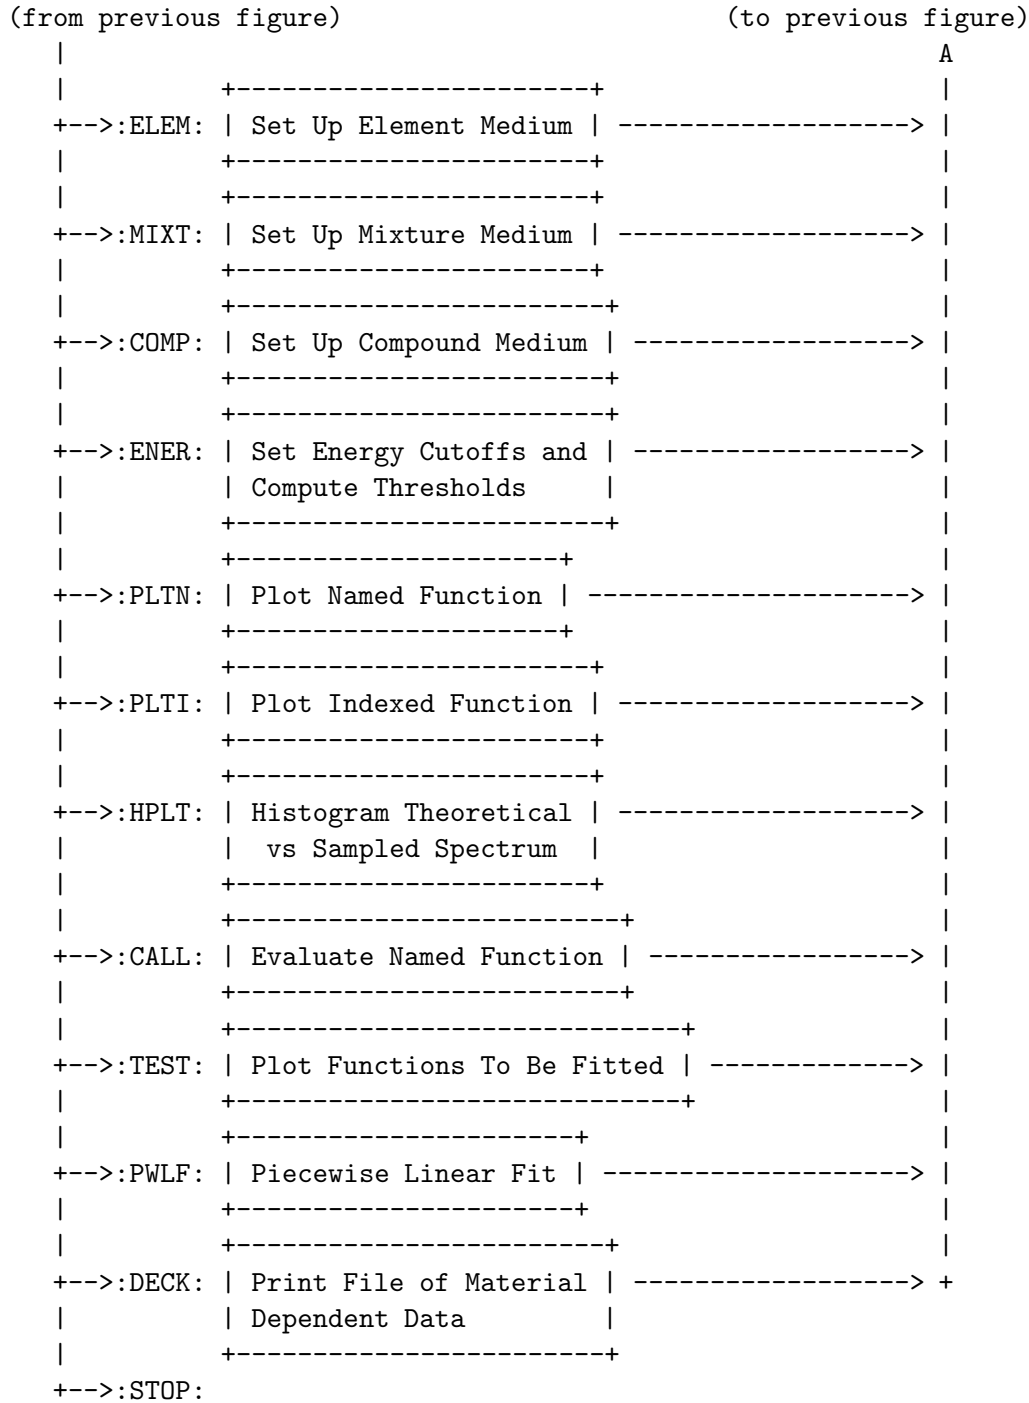 (from previous figure) (to previous figure)
| A
| +-----------------------+ |
+-->:ELEM: | Set Up Element Medium | -------------------> |
| +-----------------------+ |
| +-----------------------+ |
+-->:MIXT: | Set Up Mixture Medium | -------------------> |
| +-----------------------+ |
| +------------------------+ |
+-->:COMP: | Set Up Compound Medium | ------------------> |
| +------------------------+ |
| +------------------------+ |
+-->:ENER: | Set Energy Cutoffs and | ------------------> |
| | Compute Thresholds | |
| +------------------------+ |
| +---------------------+ |
+-->:PLTN: | Plot Named Function | ---------------------> |
| +---------------------+ |
| +-----------------------+ |
+-->:PLTI: | Plot Indexed Function | -------------------> |
| +-----------------------+ |
| +-----------------------+ |
+-->:HPLT: | Histogram Theoretical | -------------------> |
| | vs Sampled Spectrum | |
| +-----------------------+ |
| +-------------------------+ |
+-->:CALL: | Evaluate Named Function | -----------------> |
| +-------------------------+ |
| +-----------------------------+ |
+-->:TEST: | Plot Functions To Be Fitted | -------------> |
| +-----------------------------+ |
| +----------------------+ |
+-->:PWLF: | Piecewise Linear Fit | --------------------> |
| +----------------------+ |
| +------------------------+ |
+-->:DECK: | Print File of Material | ------------------> +
| | Dependent Data |
| +------------------------+
+-->:STOP: